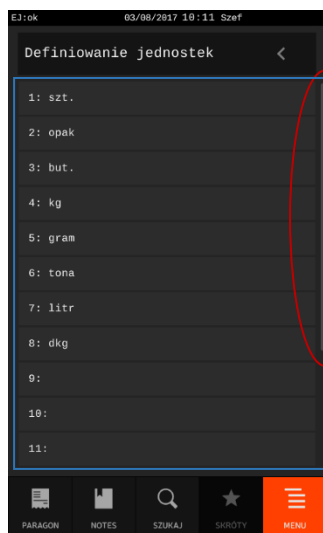 EJ:ok 03/08/2017 10:11 Szef
Definiowanie jednostek <
1: szt.
2: opak
3: but.
4: kg
5: gram
6: tona
7: litr
8: dkg
9:
10:
11:
PARAGON NOTES SZUKAJ SKRÓTY MENU